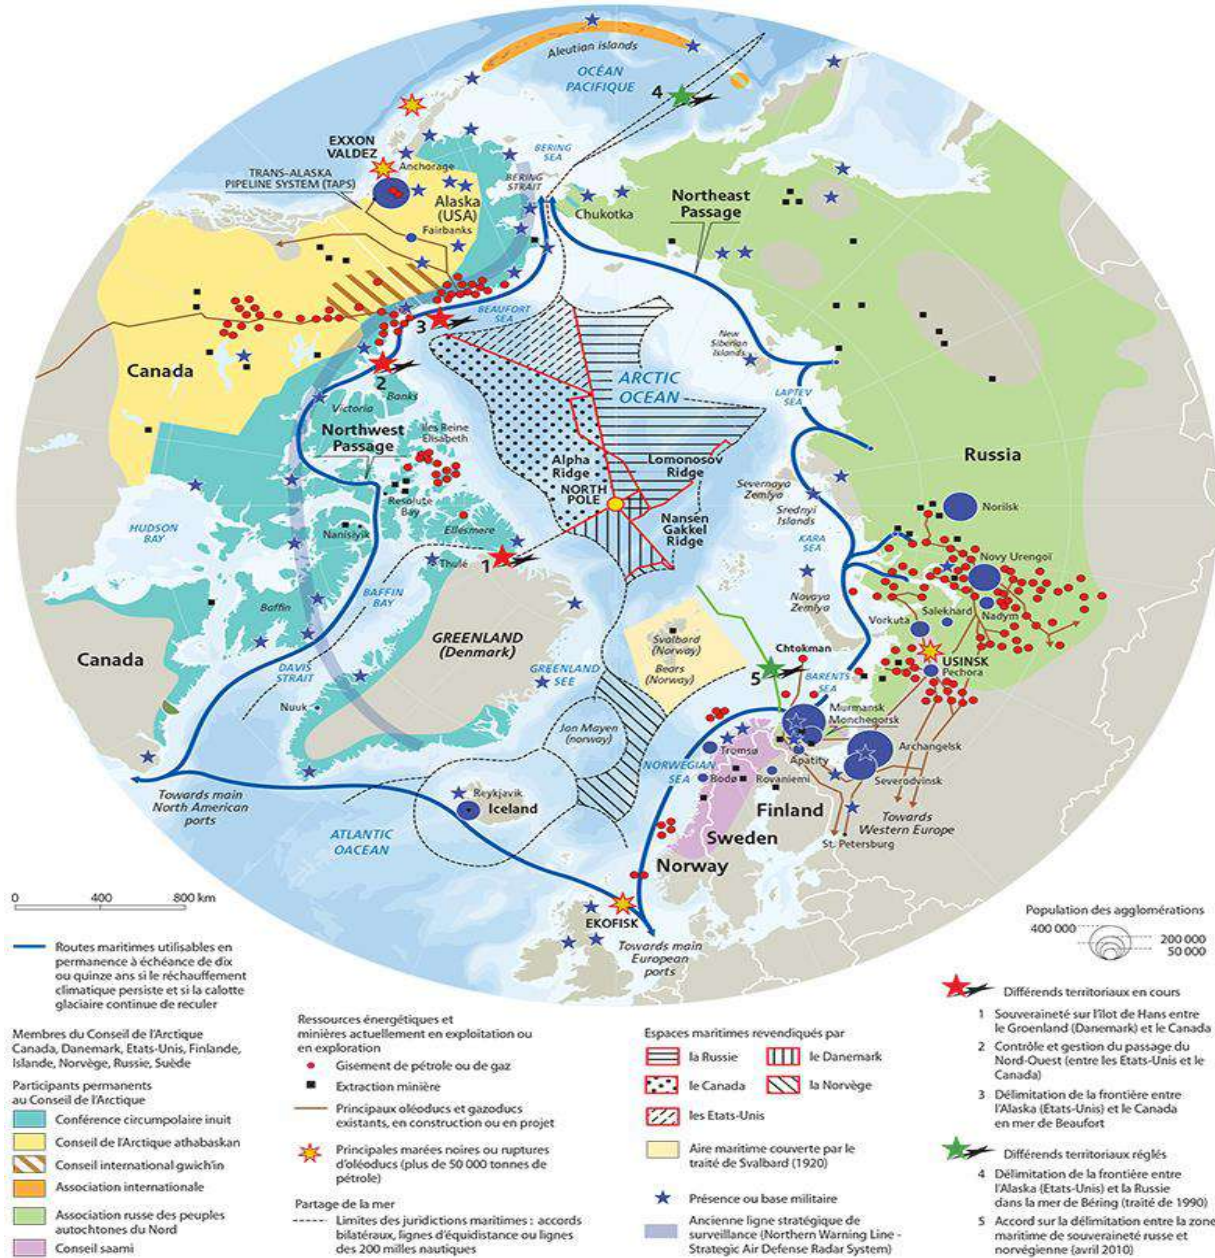 Aleutian islands
OCÉAN
PACIFIQUE
4
EXXON
VALDEZ
Anchorage
TRANS-ALASKA
PIPELINE SYSTEM (TAPS)
Alaska
(USA)
Fairbanks
BERING
SEA
BERING
STRAIT
Chukotka
Northeast
Passage
3
BEAUFORT
SEA
New
Siberian
Islands
Canada
2
Banks
Victoria
Northwest
Passage
Iles Reine
Elisabeth
ARCTIC
OCEAN
LAPTEV
SEA
Russia
Alpha
Ridge
NORTH
POLE
Lomonosov
Ridge
Severnaya
Zemlya
Srednyi
Islands
Norilsk
HUDSON
BAY
Resolute
Bay
Nanisiyik
Ellesmere
Nansen
Gakkel
Ridge
KARA
SEA
Novy Urengoï
1
Thulé
BAFFIN
BAY
Baffin
Novaya
Zemlya
Salekhard
Nadym
Vorkuta
Canada
GREENLAND
(Denmark)
Svalbard
(Norway)
Bears
(Norway)
Chtokman
USINSK
Pechora
DAVIS
STRAIT
GREENLAND
SEE
5
BARENTS
SEA
Nuuk
Jan Mayen
(norway)
Murmansk
Monchegorsk
NORWEGIAN
SEA
Tromsø
Apatity
Archangelsk
Bodø
Rovaniemi
Severodvinsk
Towards main
North American
ports
Reykjavik
Iceland
Finland
Towards
Western Europe
ATLANTIC
OACEAN
Sweden
St. Petersburg
Norway
EKOFISK
Towards main
European
ports
0 400 800 km
Routes maritimes utilisables en
permanence à échéance de dix
ou quinze ans si le réchauffement
climatique persiste et si la calotte
glaciaire continue de reculer
Membres du Conseil de l'Arctique
Canada, Danemark, Etats-Unis, Finlande,
Islande, Norvège, Russie, Suède
Participants permanents
au Conseil de l'Arctique
Conférence circumpolaire inuit
Conseil de l'Arctique athabaskan
Conseil international gwich'in
Association internationale
Association russe des peuples
autochtones du Nord
Conseil saami
Ressources énergétiques et
minières actuellement en exploitation ou
en exploration
Gisement de pétrole ou de gaz
Extraction minière
Principaux oléoducs et gazoducs
existants, en construction ou en projet
Principales marées noires ou ruptures
d'oléoducs (plus de 50 000 tonnes de
pétrole)
Partage de la mer
Limites des juridictions maritimes : accords
bilatéraux, lignes d'équidistance ou lignes
des 200 milles nautiques
Espaces maritimes revendiqués par
la Russie
le Danemark
le Canada
la Norvège
les Etats-Unis
Aire maritime couverte par le
traité de Svalbard (1920)
Présence ou base militaire
Ancienne ligne stratégique de
surveillance (Northern Warning Line -
Strategic Air Defense Radar System)
Population des agglomérations
400 000
200 000
50 000
Différends territoriaux en cours
1 Souveraineté sur l'îlot de Hans entre
le Groenland (Danemark) et le Canada
2 Contrôle et gestion du passage du
Nord-Ouest (entre les Etats-Unis et le
Canada)
3 Délimitation de la frontière entre
l'Alaska (Etats-Unis) et le Canada
en mer de Beaufort
Différends territoriaux réglés
4 Délimitation de la frontière entre
l'Alaska (Etats-Unis) et la Russie
dans la mer de Béring (traité de 1990)
5 Accord sur la délimitation entre la zone
maritime de souveraineté russe et
norvégienne (avril 2010)